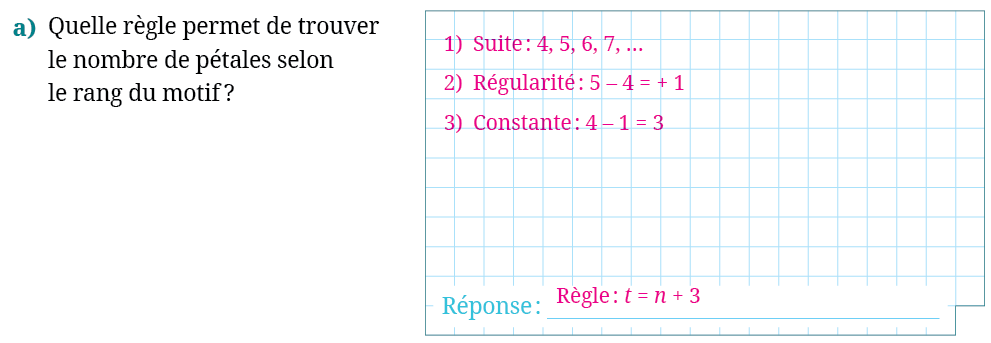 a) Quelle règle permet de trouver
le nombre de pétales selon
le rang du motif ?
1) Suite : 4, 5, 6, 7, …
2) Régularité : 5 – 4 = + 1
3) Constante : 4 – 1 = 3
Réponse : Règle : t = n + 3